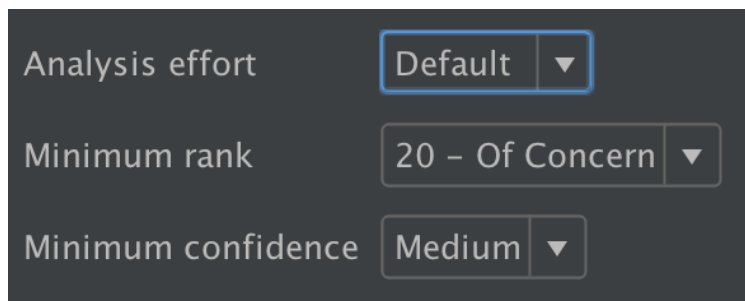 Analysis effort Default
Minimum rank 20 – Of Concern
Minimum confidence Medium